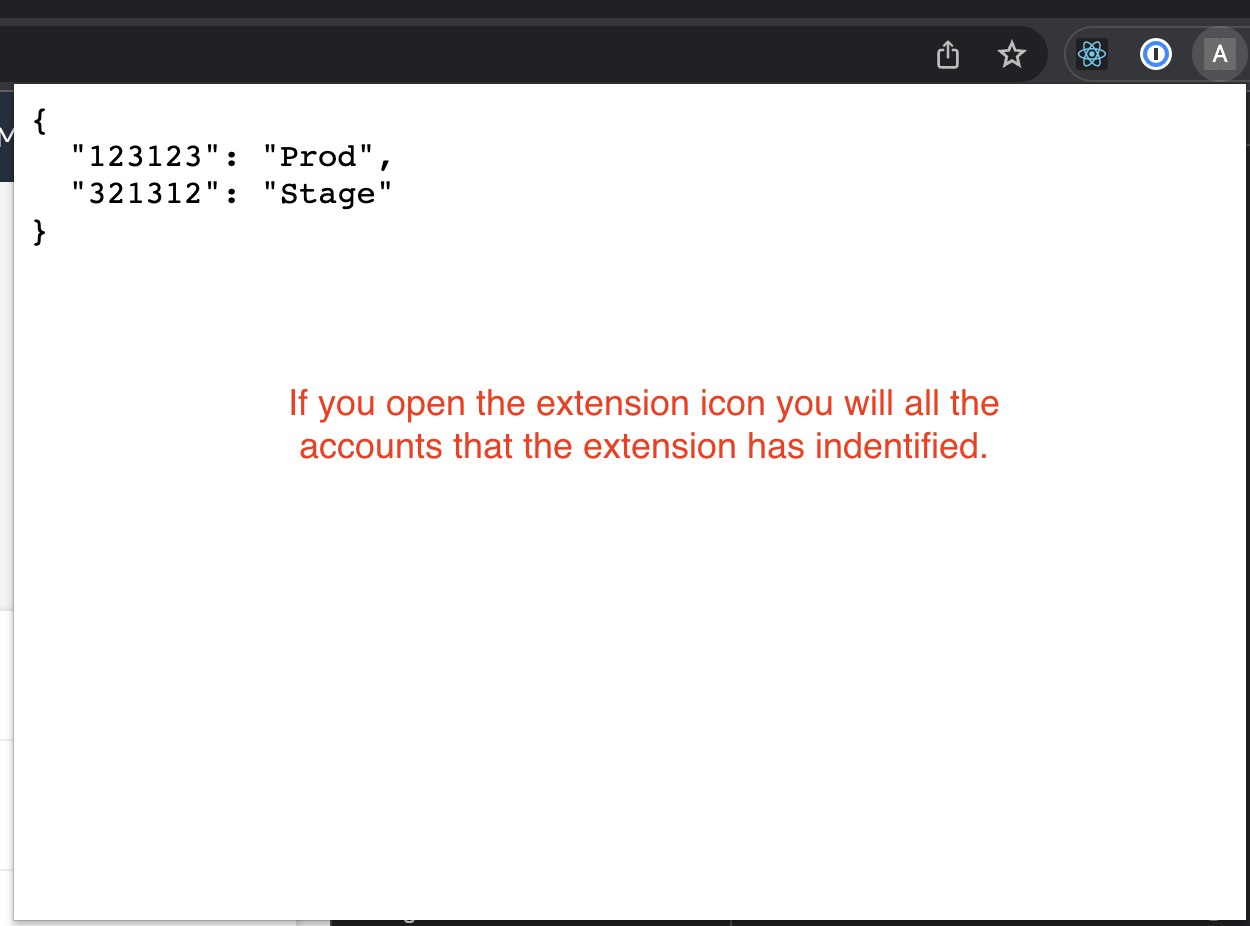 A
{
"123123": "Prod",
"321312": "Stage"
}
If you open the extension icon you will all the
accounts that the extension has indentified.